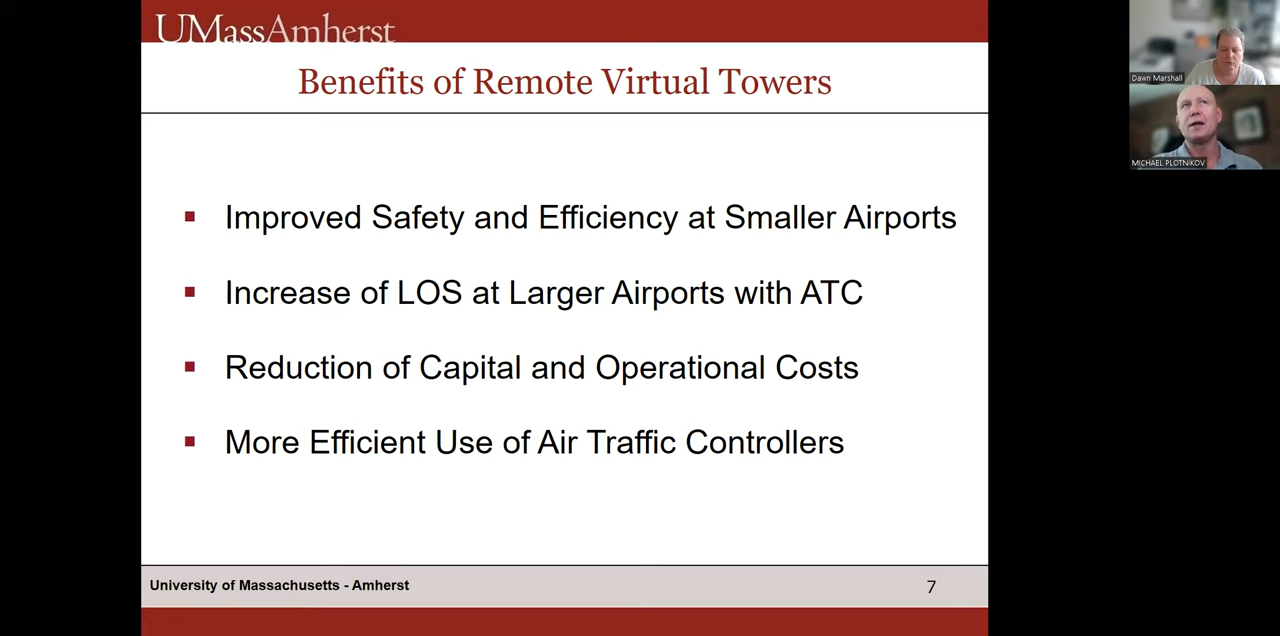 UMassAmherst
Benefits of Remote Virtual Towers
▪ Improved Safety and Efficiency at Smaller Airports
▪ Increase of LOS at Larger Airports with ATC
▪ Reduction of Capital and Operational Costs
▪ More Efficient Use of Air Traffic Controllers
University of Massachusetts - Amherst
7
Dawn Marshall
MICHAEL PLOTNIKOV